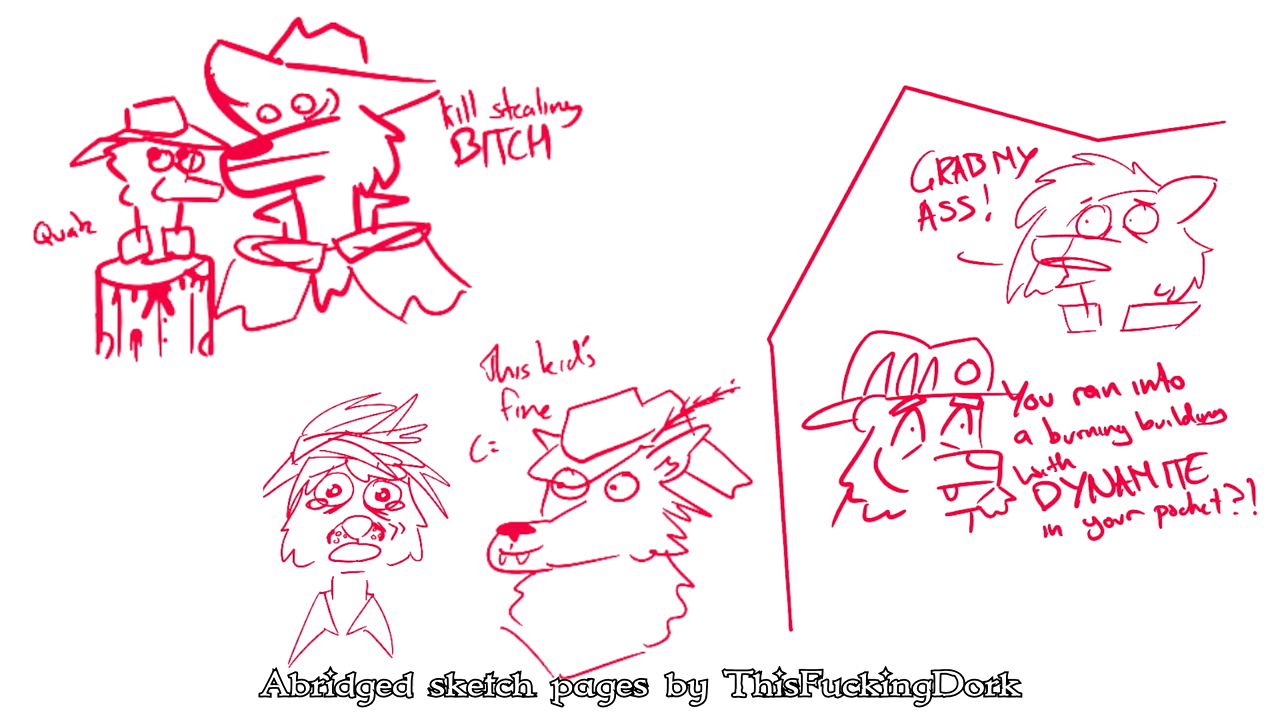 kill stealing
BITCH
Quak
This kid's
fine
C=
GRAB MY
ASS!
You ran into
a burning building
with
DYNAMITE
in your pocket?!
Abridged sketch pages by ThisFuckingDork